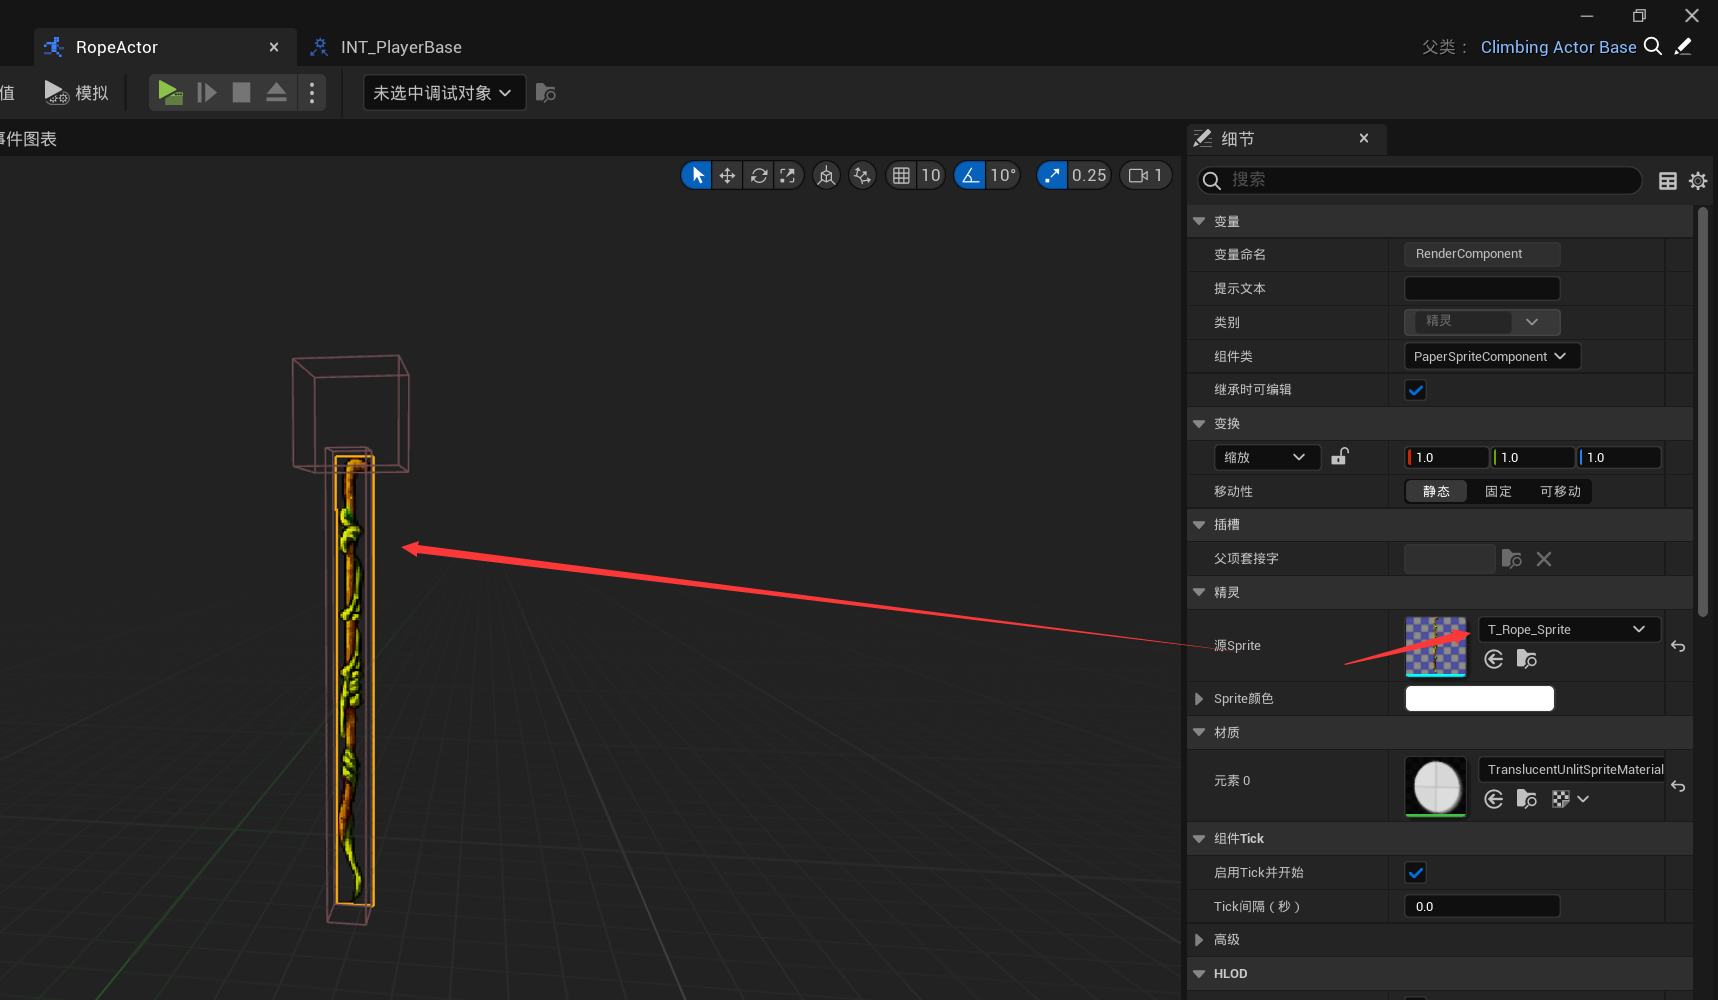 RopeActor
INT_PlayerBase
父类：
Climbing Actor Base
值
模拟
未选中调试对象
事件图表
细节
10
10°
0.25
1
搜索
变量
变量命名
RenderComponent
提示文本
类别
精灵
组件类
PaperSpriteComponent
继承时可编辑
变换
缩放
1.0
1.0
1.0
移动性
静态
固定
可移动
插槽
父项套接字
精灵
源Sprite
T_Rope_Sprite
Sprite颜色
材质
元素 0
TranslucentUnlitSpriteMaterial
组件Tick
启用Tick并开始
Tick间隔（秒）
0.0
高级
HLOD